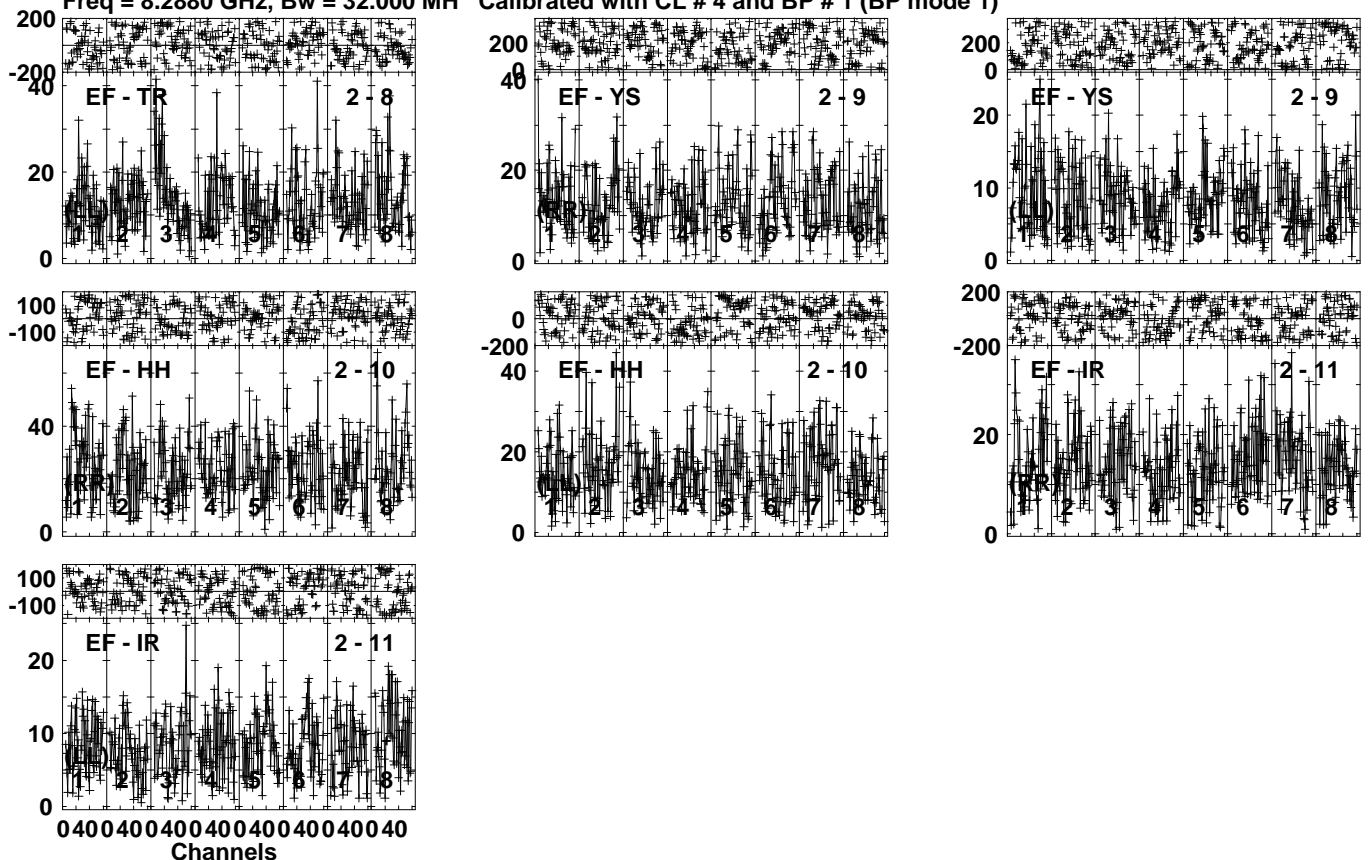 Freq = 8.2880 GHz, Bw = 32.000 MH Calibrated with CL # 4 and BP # 1 (BP mode 1)
200
-200
40
20
0
EF - TR 2 - 8
(LL)
1 2 3 4 5 6 7 8
200
0
40
20
0
EF - YS 2 - 9
(RR)
1 2 3 4 5 6 7 8
200
0
20
10
0
EF - YS 2 - 9
(LL)
1 2 3 4 5 6 7 8
100
-100
40
0
EF - HH 2 - 10
(RR)
1 2 3 4 5 6 7 8
0
-200
40
20
0
EF - HH 2 - 10
(LL)
1 2 3 4 5 6 7 8
200
0
-200
20
0
EF - IR 2 - 11
(RR)
1 2 3 4 5 6 7 8
100
-100
20
10
0
EF - IR 2 - 11
(LL)
1 2 3 4 5 6 7 8
0 40 0 40 0 40 0 40 0 40 0 40 0 40 0 40
Channels